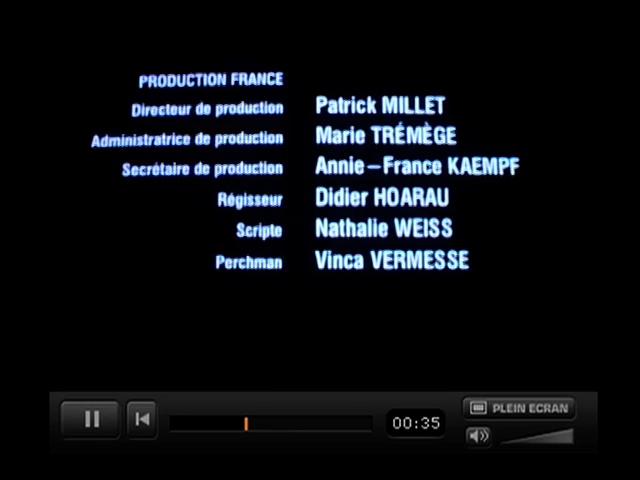 PRODUCTION FRANCE
Directeur de production Patrick MILLET
Administratrice de production Marie TRÉMÈGE
Secrétaire de production Annie-France KAEMPF
Régisseur Didier HOARAU
Scripte Nathalie WEISS
Perchman Vinca VERMESSE
PLEIN ECRAN
00:35